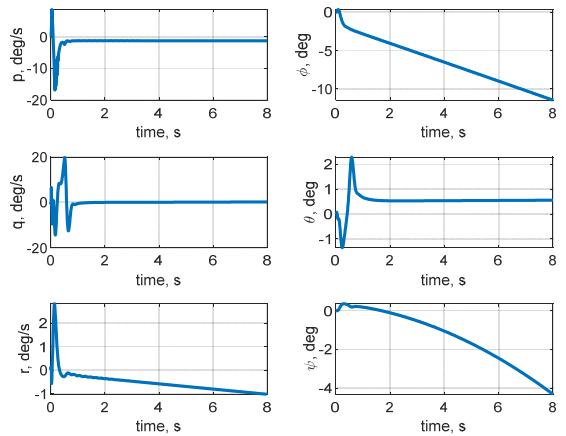 0
-10
-20
p, deg/s
0 2 4 6 8
time, s
0
-5
-10
ϕ, deg
0 2 4 6 8
time, s
20
0
-20
q, deg/s
0 2 4 6 8
time, s
2
1
0
-1
θ, deg
0 2 4 6 8
time, s
2
1
0
-1
r, deg/s
0 2 4 6 8
time, s
0
-2
-4
ψ, deg
0 2 4 6 8
time, s